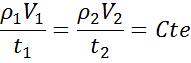 ρ₁V₁/t₁ = ρ₂V₂/t₂ = Cte